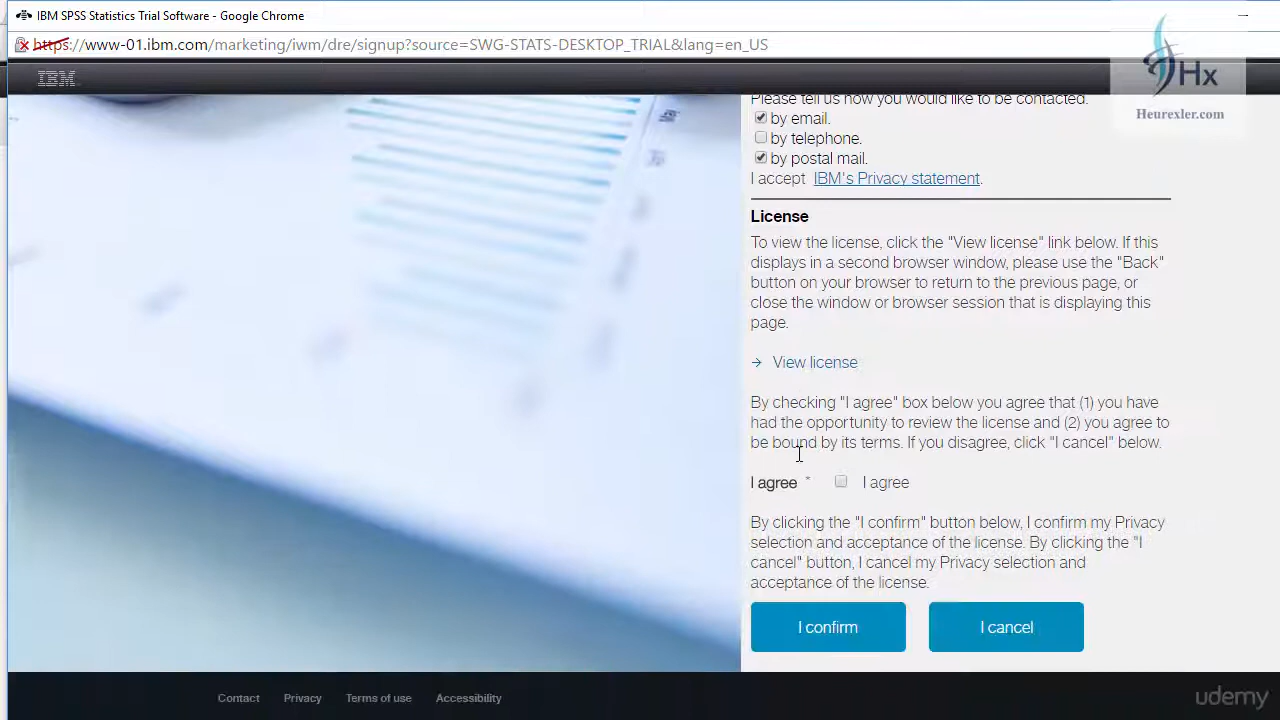 IBM SPSS Statistics Trial Software - Google Chrome
https://www-01.ibm.com/marketing/iwm/dre/signup?source=SWG-STATS-DESKTOP_TRIAL&lang=en_US
IBM
Hx
Heurexler.com
Please tell us how you would like to be contacted.
by email.
by telephone.
by postal mail.
I accept IBM's Privacy statement.
License
To view the license, click the "View license" link below. If this
displays in a second browser window, please use the "Back"
button on your browser to return to the previous page, or
close the window or browser session that is displaying this
page.
→ View license
By checking "I agree" box below you agree that (1) you have
had the opportunity to review the license and (2) you agree to
be bound by its terms. If you disagree, click "I cancel" below.
I agree * I agree
By clicking the "I confirm" button below, I confirm my Privacy
selection and acceptance of the license. By clicking the "I
cancel" button, I cancel my Privacy selection and
acceptance of the license.
I confirm I cancel
Contact Privacy Terms of use Accessibility
udemy